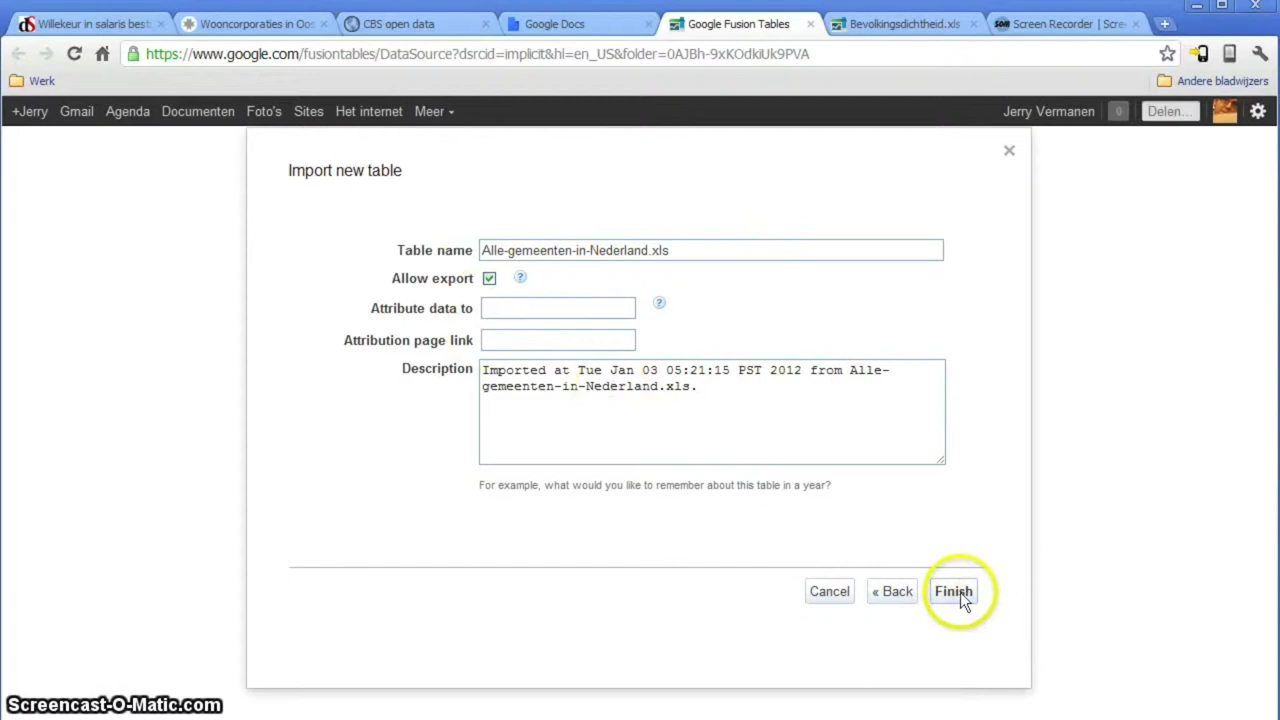 Willekeur in salaris best
Wooncorporaties in Oos
CBS open data
Google Docs
Google Fusion Tables
Bevolkingsdichtheid.xls
Screen Recorder | Scre
https://www.google.com/fusiontables/DataSource?dsrcid=implicit&hl=en_US&folder=0AJBh-9xKOdkiUk9PVA
Werk
Andere bladwijzers
+Jerry Gmail Agenda Documenten Foto's Sites Het internet Meer
Jerry Vermanen 0 Delen...
Import new table
Table name Alle-gemeenten-in-Nederland.xls
Allow export ?
Attribute data to ?
Attribution page link
Description Imported at Tue Jan 03 05:21:15 PST 2012 from Alle-
gemeenten-in-Nederland.xls.
For example, what would you like to remember about this table in a year?
Cancel « Back Finish
Screencast-O-Matic.com